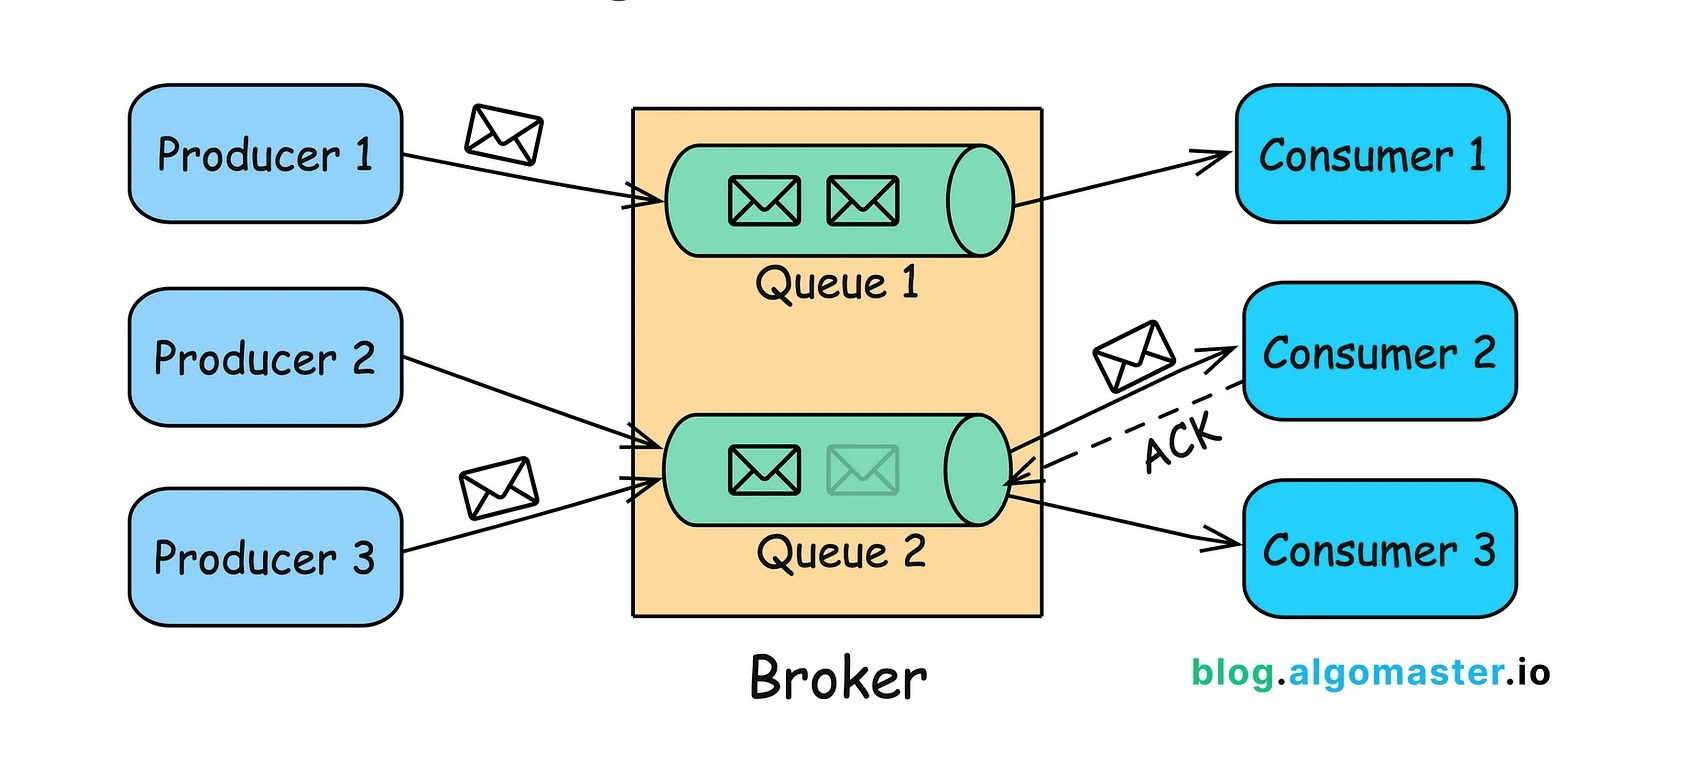 Producer 1
Consumer 1
Queue 1
Producer 2
Consumer 2
ACK
Producer 3
Queue 2
Consumer 3
Broker
blog.algomaster.io